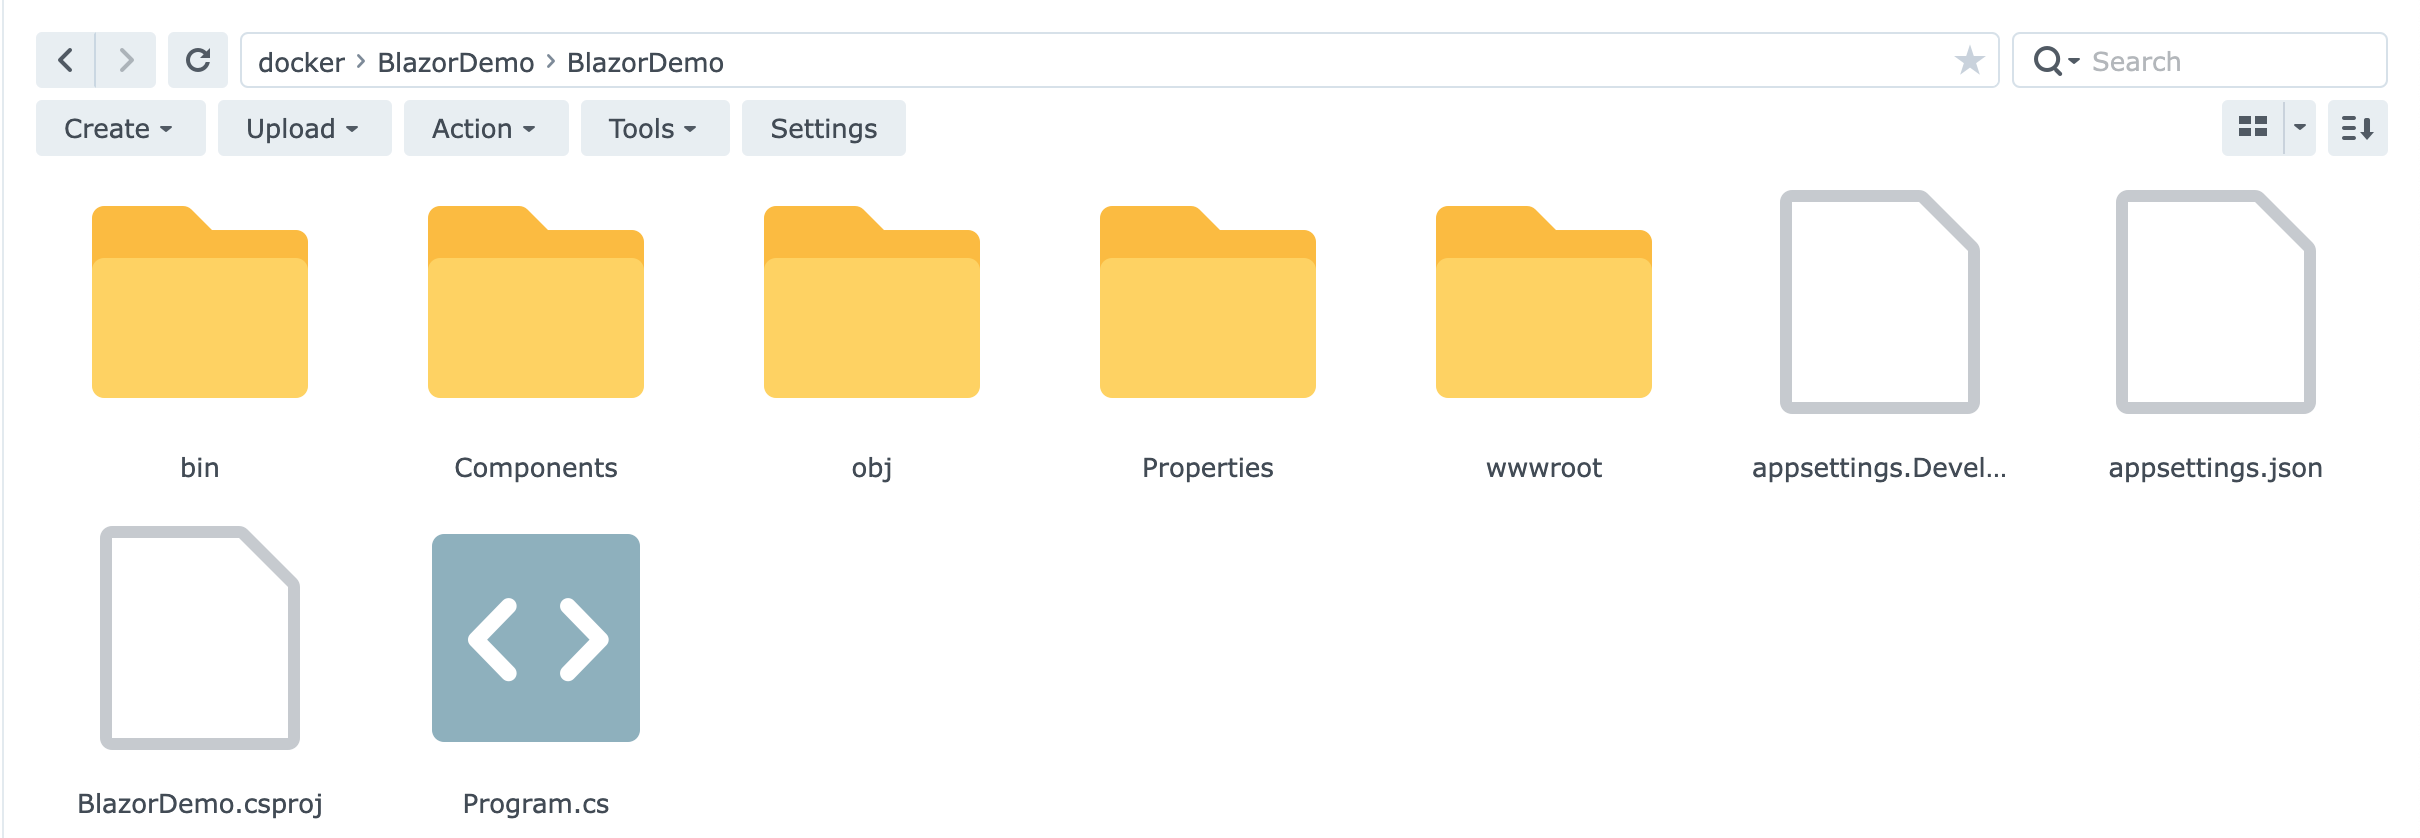 docker > BlazorDemo > BlazorDemo
Search
Create Upload Action Tools Settings
bin Components obj Properties wwwroot appsettings.Devel... appsettings.json
BlazorDemo.csproj Program.cs